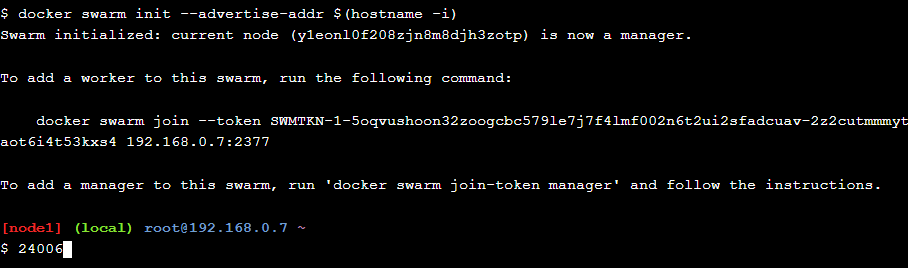 $ docker swarm init --advertise-addr $(hostname -i)
Swarm initialized: current node (y1eonl0f208zjn8m8djh3zotp) is now a manager.
To add a worker to this swarm, run the following command:
docker swarm join --token SWMTKN-1-5oqvushoon32zoogcbc579le7j7f4lmf002n6t2ui2sfadcuav-2z2cutmmmyt
aot6i4t53kxs4 192.168.0.7:2377
To add a manager to this swarm, run 'docker swarm join-token manager' and follow the instructions.
[node1] (local) root@192.168.0.7 ~
$ 24006